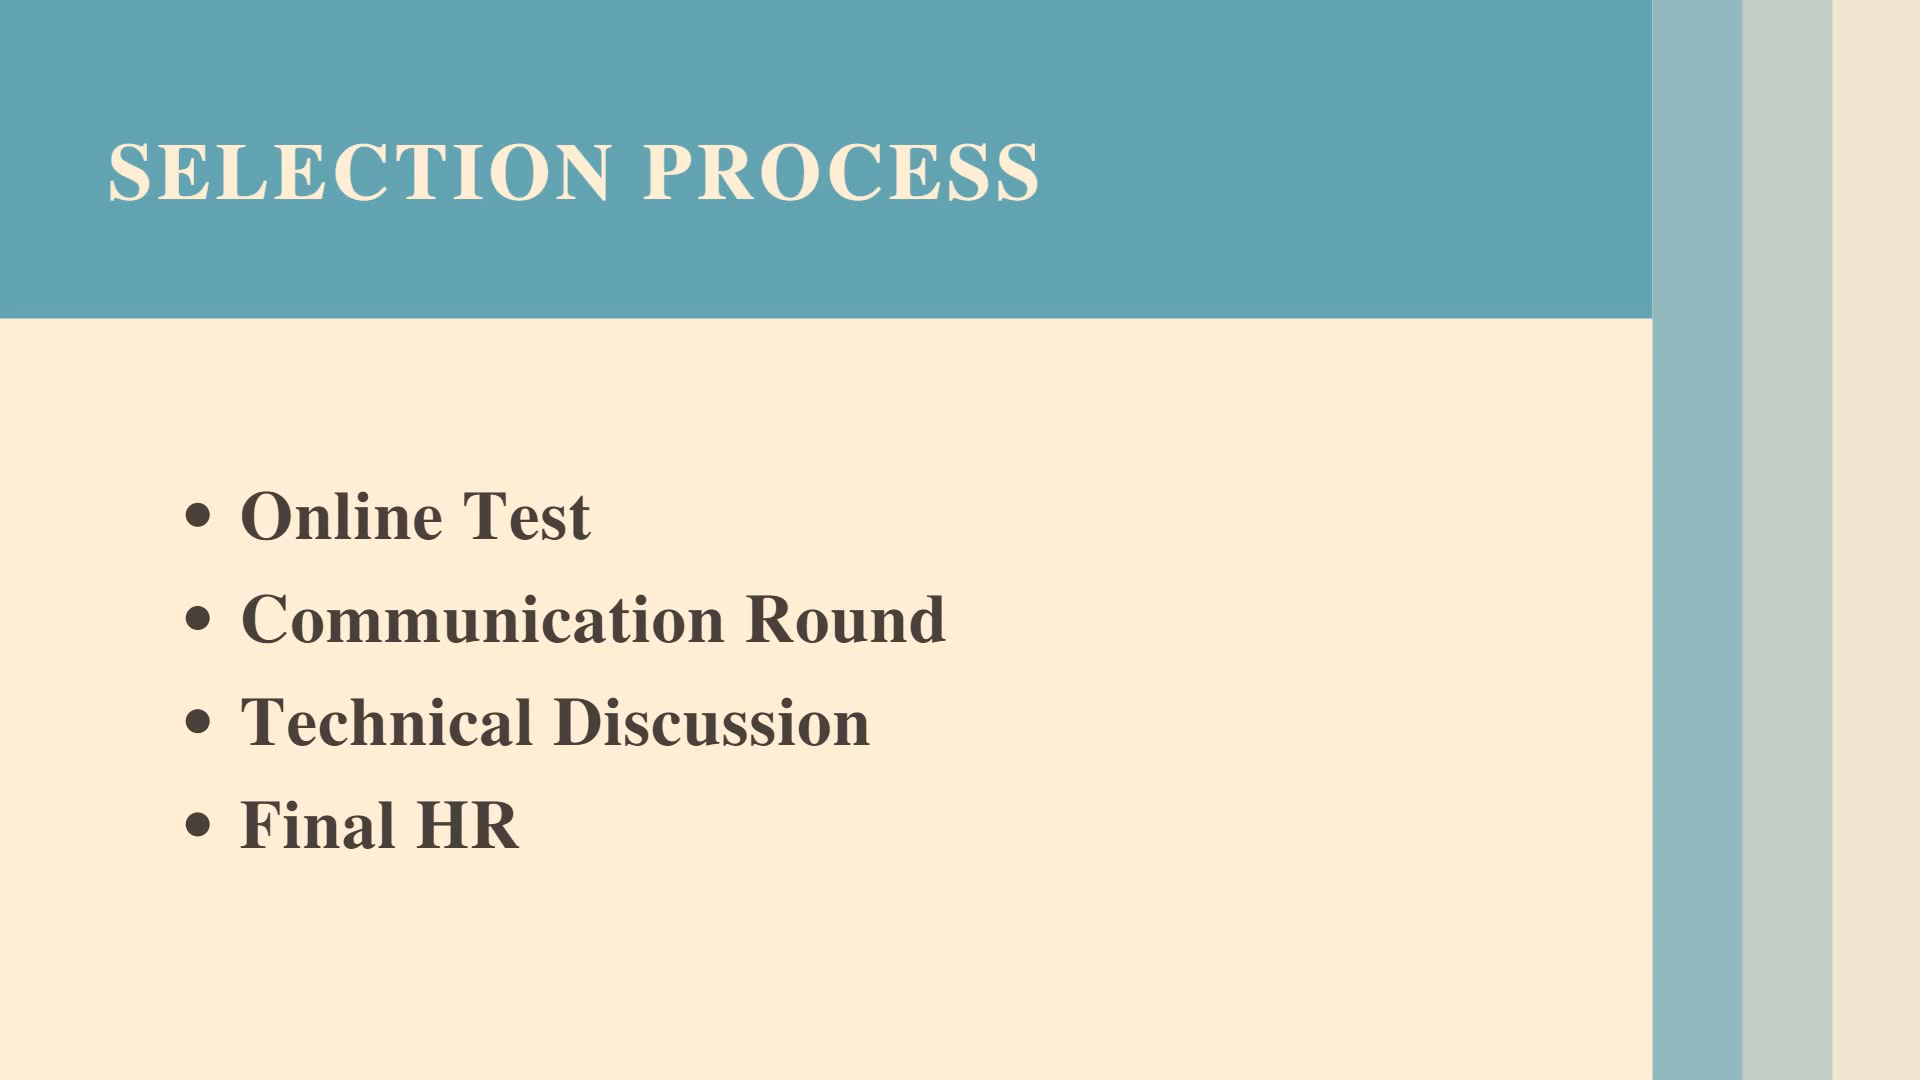 SELECTION PROCESS
• Online Test
• Communication Round
• Technical Discussion
• Final HR